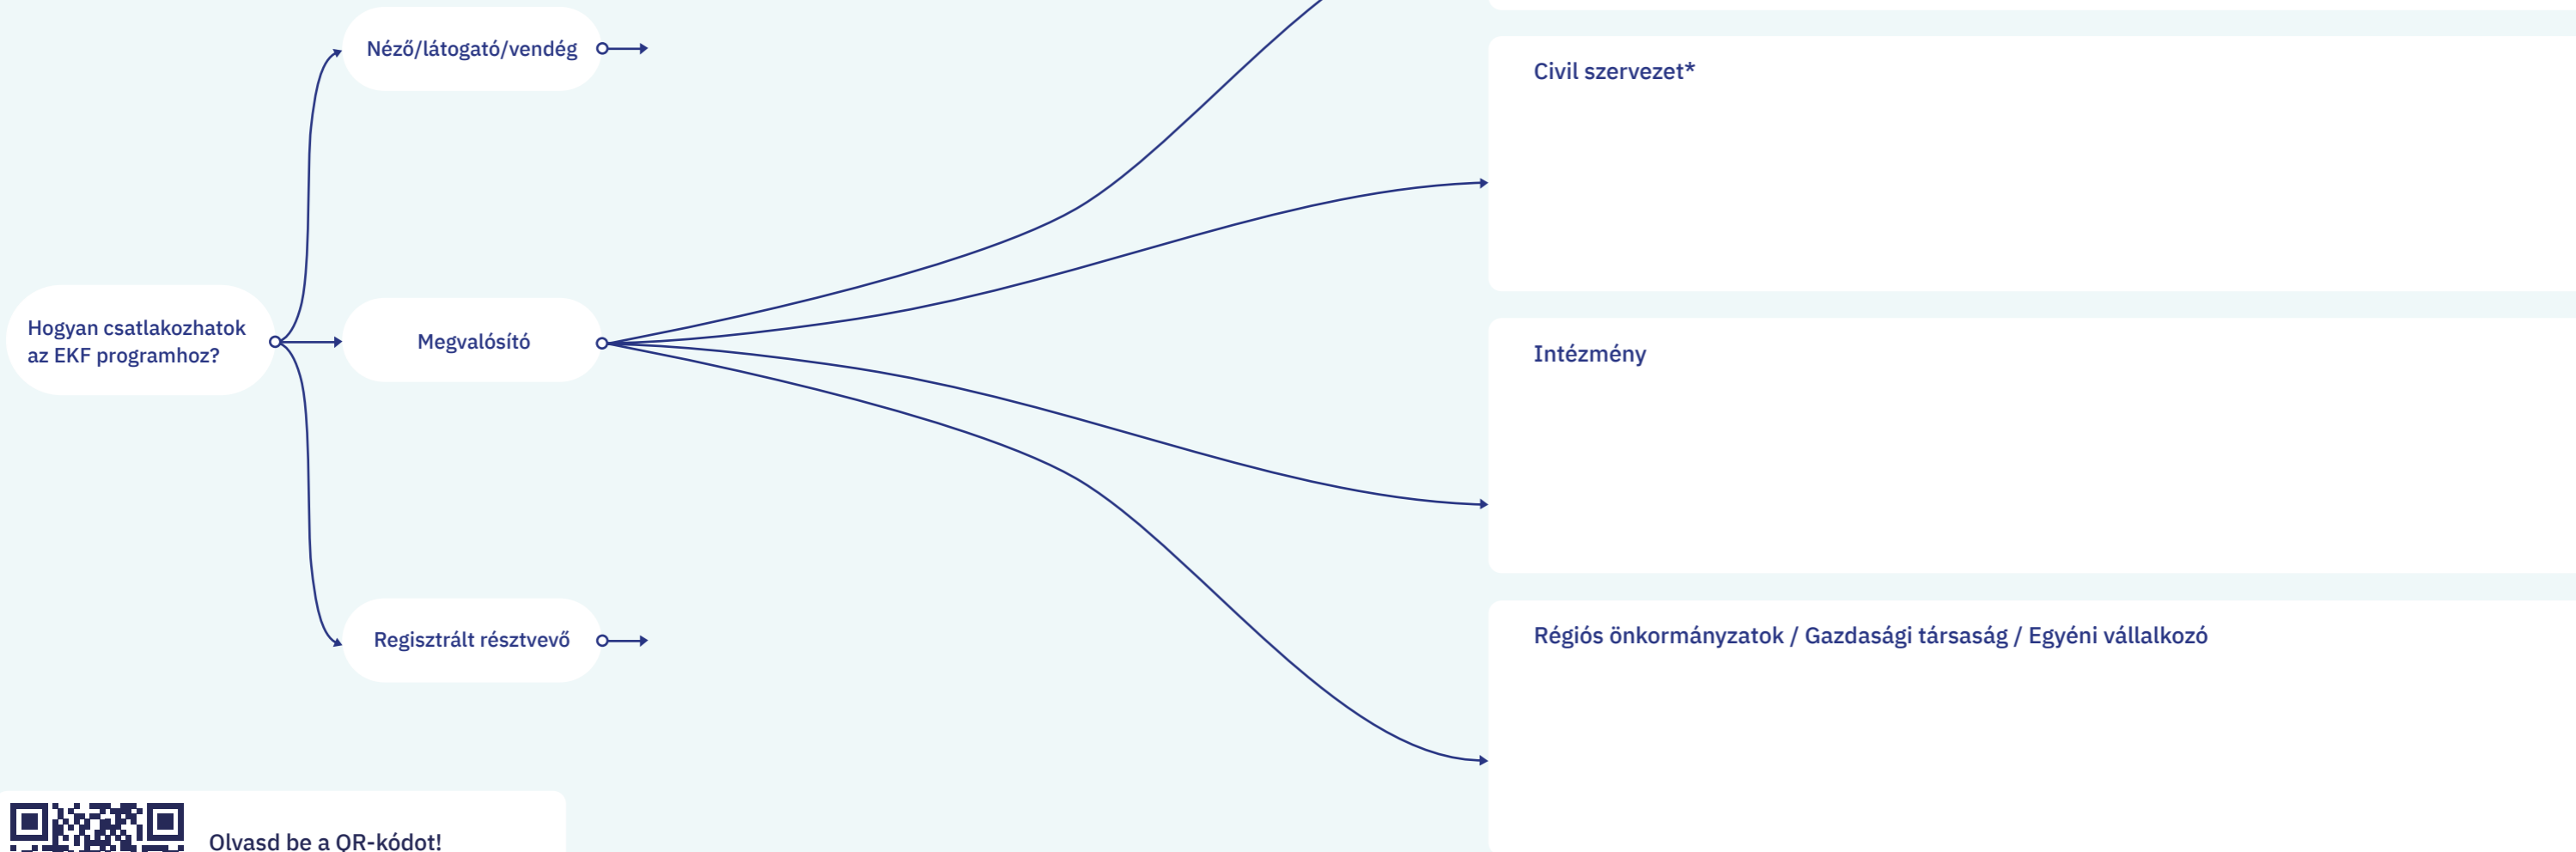 Néző/látogató/vendég
Civil szervezet*
Hogyan csatlakozhatok
az EKF programhoz?
Megvalósító
Intézmény
Regisztrált résztvevő
Régiós önkormányzatok / Gazdasági társaság / Egyéni vállalkozó
Olvasd be a QR-kódot!